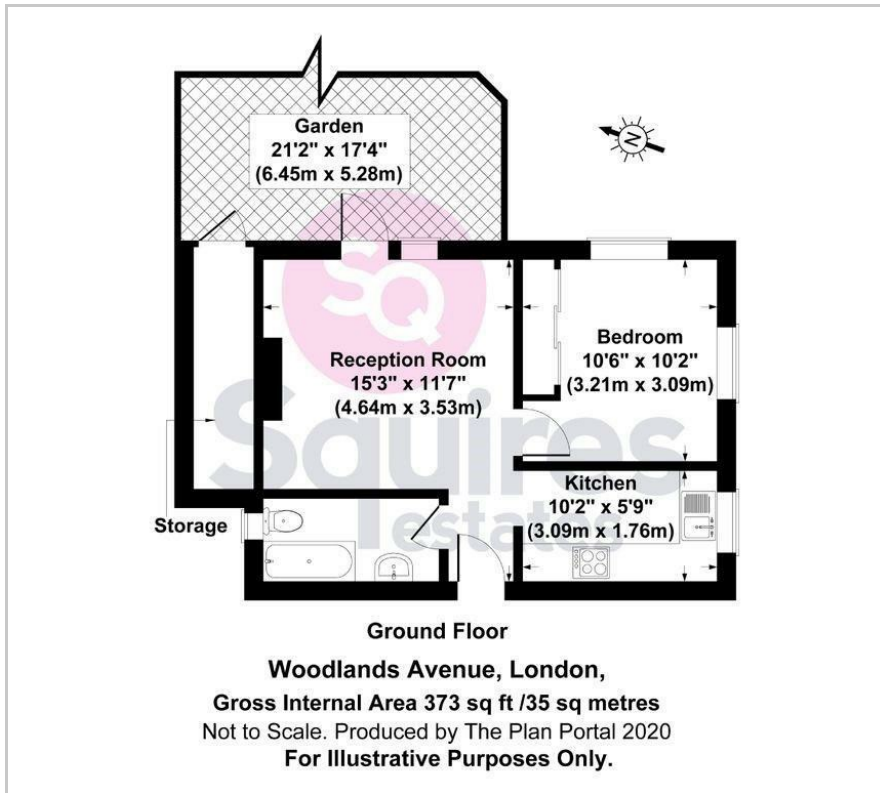 Garden
21'2" x 17'4"
(6.45m x 5.28m)
N
SQ
Squires
estates
Reception Room
15'3" x 11'7"
(4.64m x 3.53m)
Bedroom
10'6" x 10'2"
(3.21m x 3.09m)
Kitchen
10'2" x 5'9"
(3.09m x 1.76m)
Storage
Ground Floor
Woodlands Avenue, London,
Gross Internal Area 373 sq ft /35 sq metres
Not to Scale. Produced by The Plan Portal 2020
For Illustrative Purposes Only.